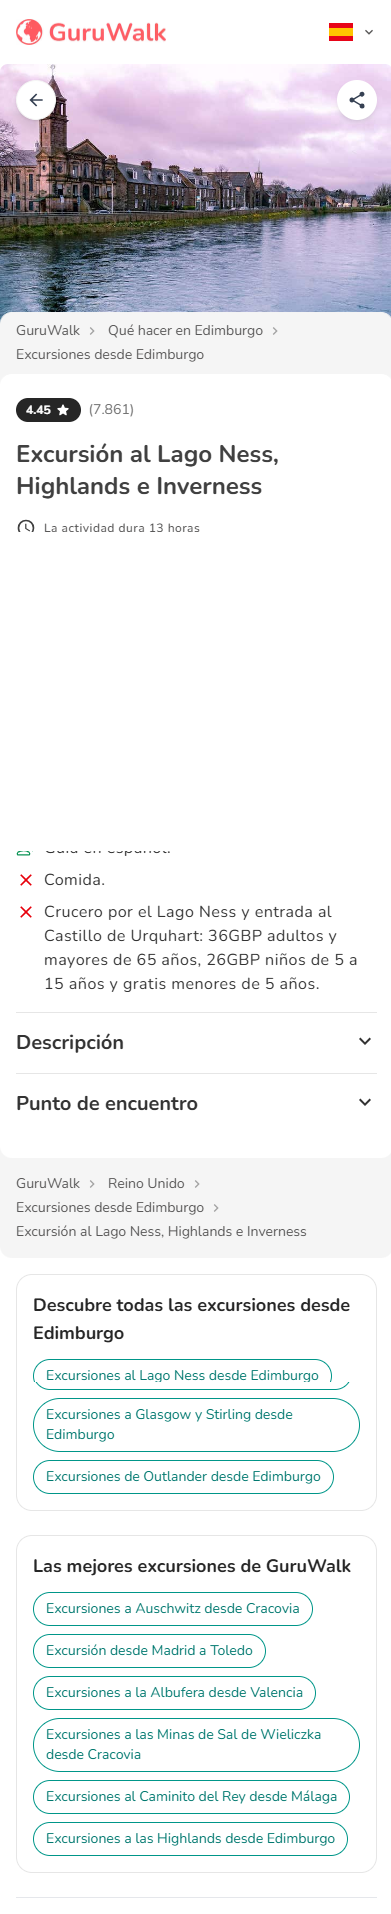 GuruWalk
GuruWalk > Qué hacer en Edimburgo >
Excursiones desde Edimburgo
4.45 ★ (7.861)
Excursión al Lago Ness,
Highlands e Inverness
La actividad dura 13 horas
Guía en español.
Comida.
Crucero por el Lago Ness y entrada al
Castillo de Urquhart: 36GBP adultos y
mayores de 65 años, 26GBP niños de 5 a
15 años y gratis menores de 5 años.
Descripción
Punto de encuentro
GuruWalk > Reino Unido >
Excursiones desde Edimburgo >
Excursión al Lago Ness, Highlands e Inverness
Descubre todas las excursiones desde
Edimburgo
Excursiones al Lago Ness desde Edimburgo
Excursiones a Glasgow y Stirling desde
Edimburgo
Excursiones de Outlander desde Edimburgo
Las mejores excursiones de GuruWalk
Excursiones a Auschwitz desde Cracovia
Excursión desde Madrid a Toledo
Excursiones a la Albufera desde Valencia
Excursiones a las Minas de Sal de Wieliczka
desde Cracovia
Excursiones al Caminito del Rey desde Málaga
Excursiones a las Highlands desde Edimburgo